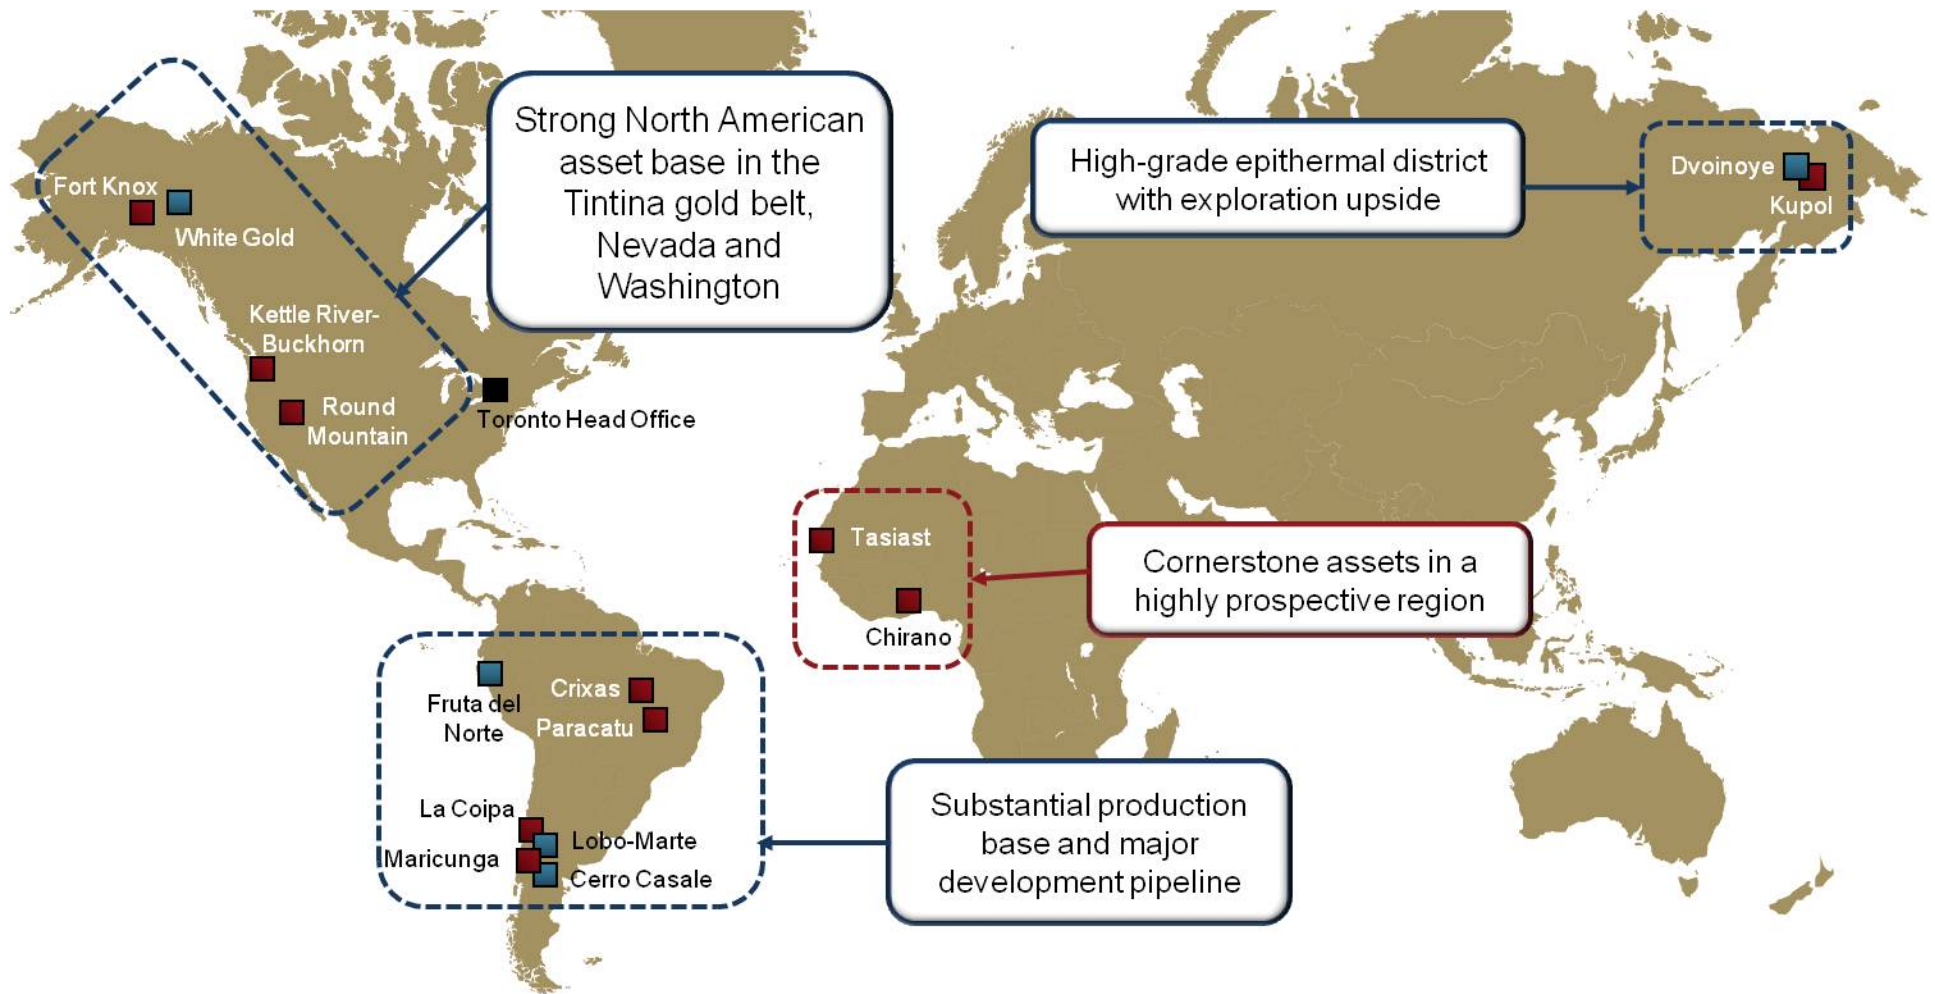 Strong North American
asset base in the
Tintina gold belt,
Nevada and
Washington
High-grade epithermal district
with exploration upside
Dvoinoye
Kupol
Fort Knox
White Gold
Kettle River-
Buckhorn
Round
Mountain
Toronto Head Office
Tasiast
Chirano
Cornerstone assets in a
highly prospective region
Fruta del
Norte
Crixas
Paracatu
La Coipa
Lobo-Marte
Maricunga
Cerro Casale
Substantial production
base and major
development pipeline